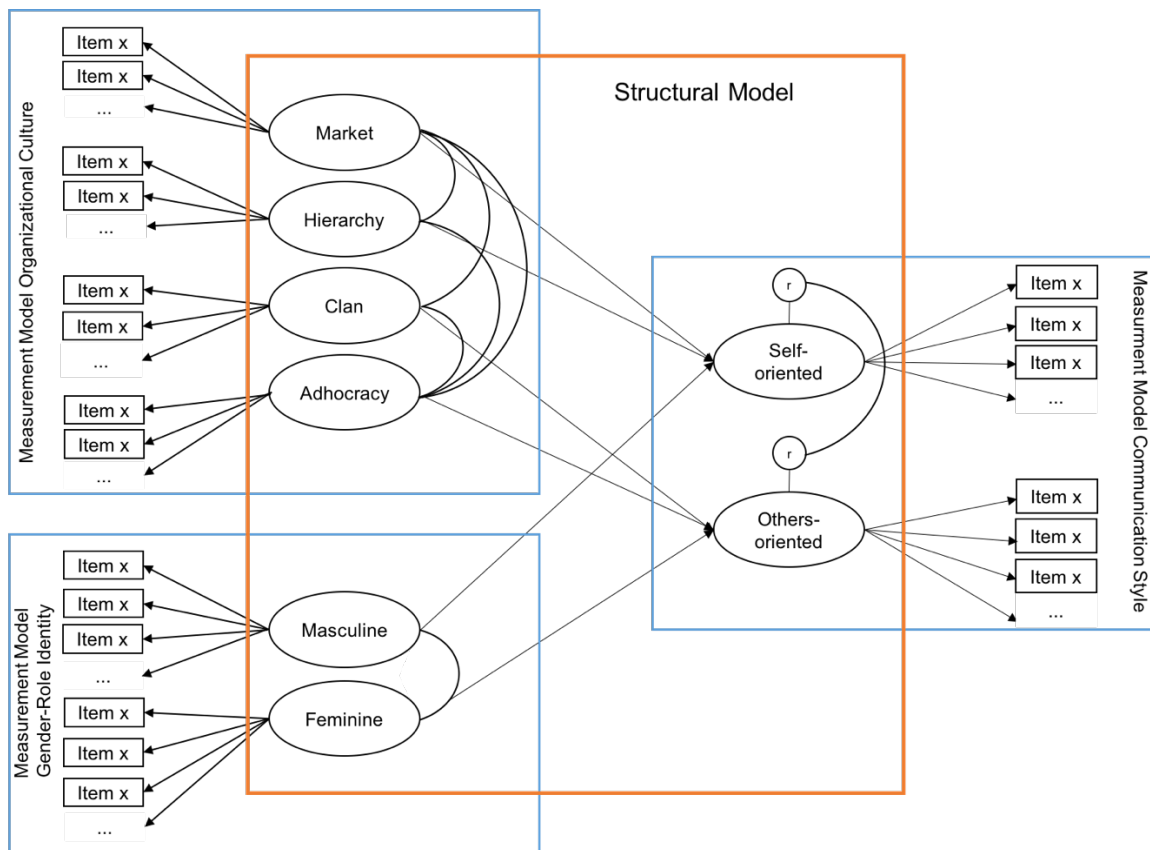 Measurement Model Organizational Culture
Item x
Item x
...
Item x
Item x
...
Item x
Item x
...
Item x
Item x
...
Structural Model
Market
Hierarchy
Clan
Adhocracy
Measurement Model
Gender-Role Identity
Item x
Item x
Item x
...
Item x
Item x
Item x
...
Masculine
Feminine
r
Self-
oriented
r
Others-
oriented
Item x
Item x
Item x
...
Item x
Item x
Item x
...
Measurment Model Communication Style